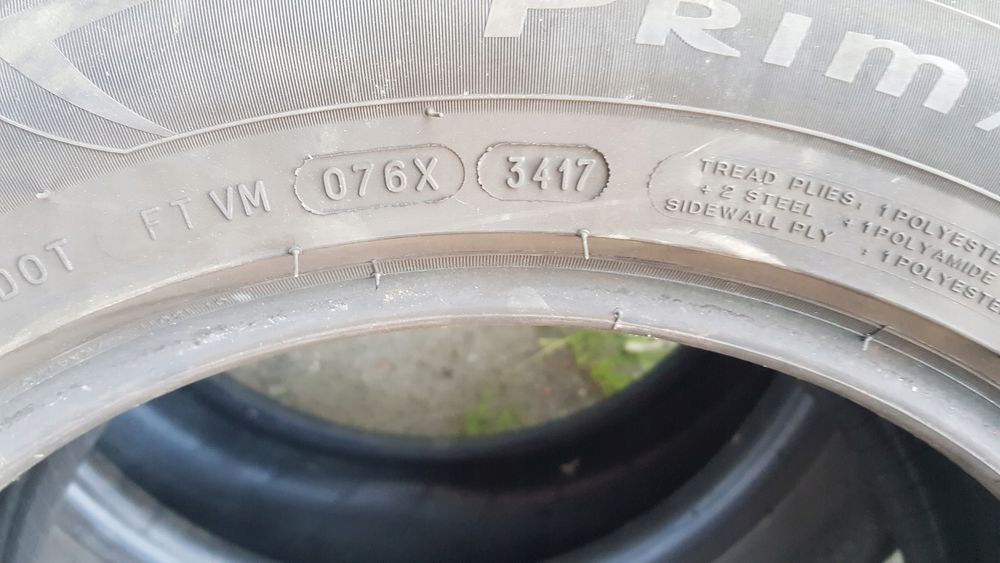 PRIM
DOT FT VM 076X 3417
TREAD PLIES: 1 POLYESTE
+ 2 STEEL + 1 POLYAMIDE
SIDEWALL PLY : 1 POLYESTE